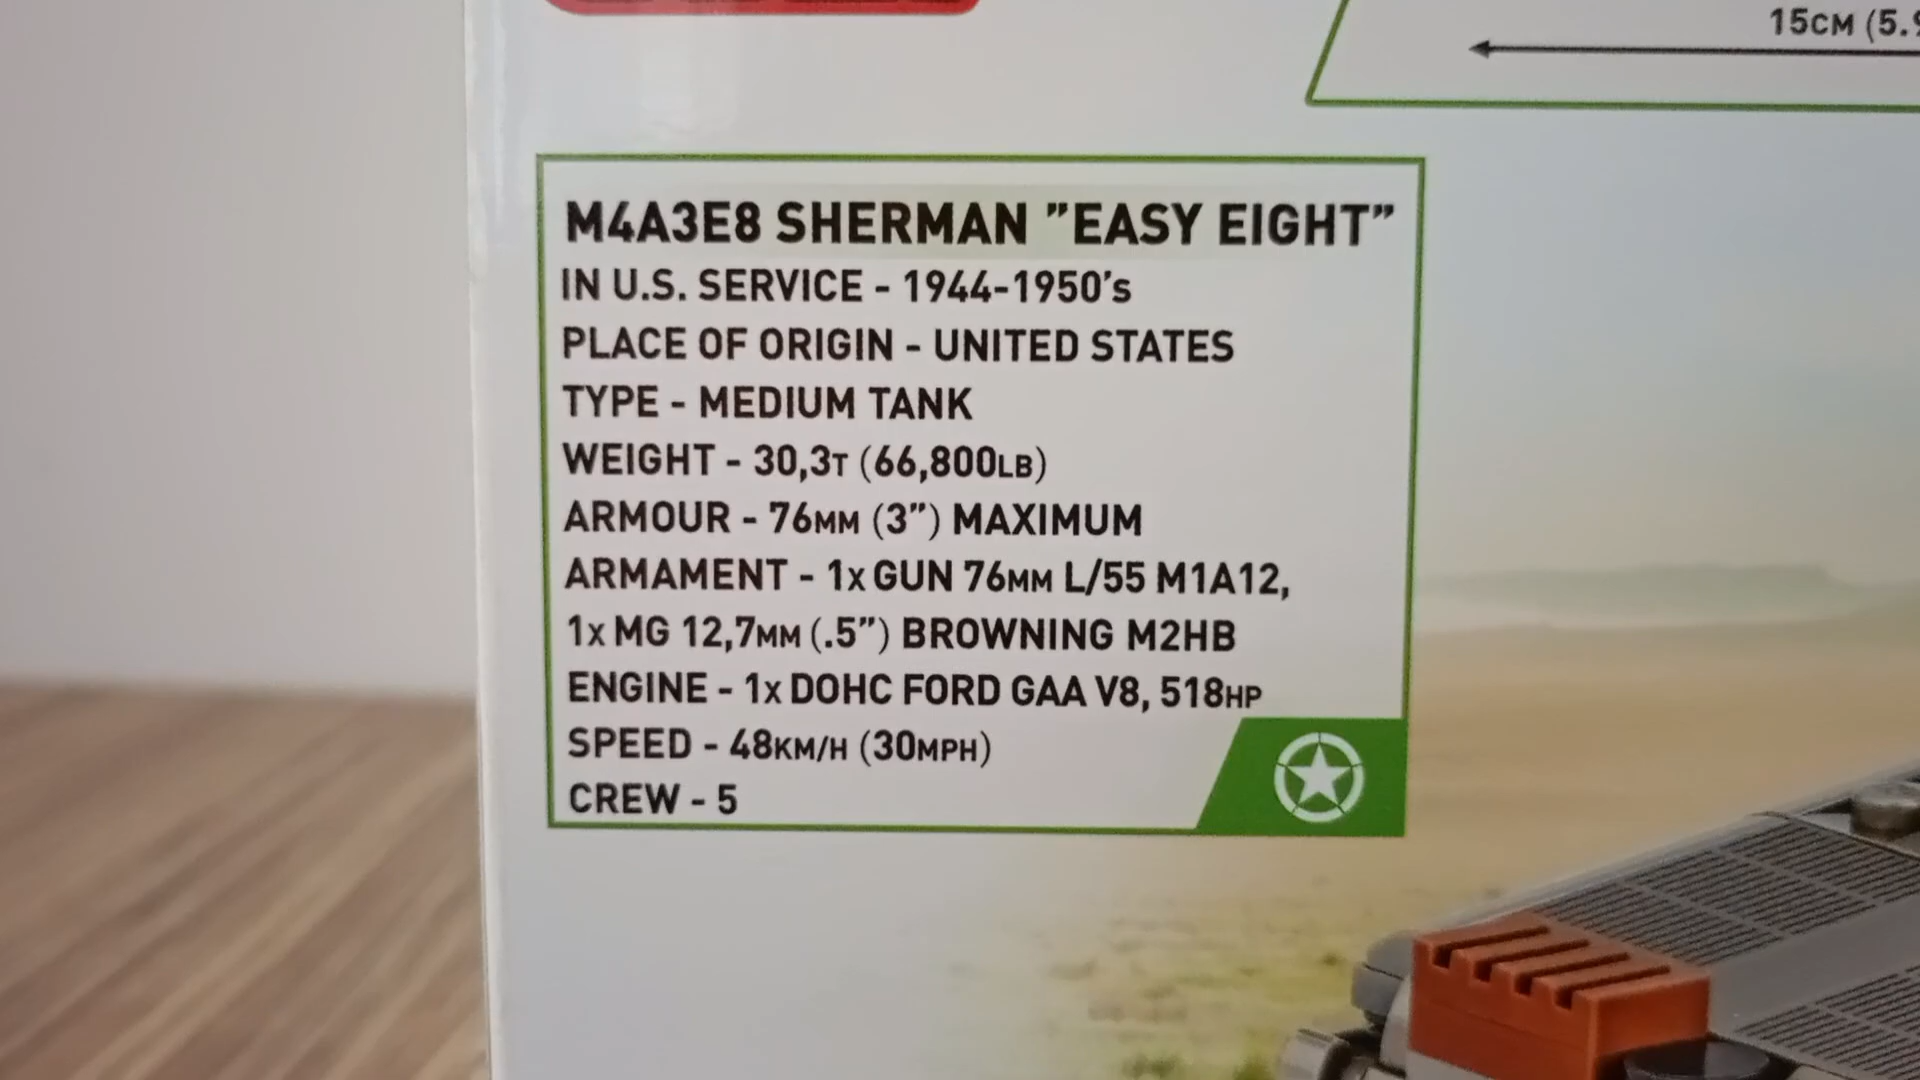 15CM (5.9
M4A3E8 SHERMAN ”EASY EIGHT”
IN U.S. SERVICE - 1944-1950’s
PLACE OF ORIGIN - UNITED STATES
TYPE - MEDIUM TANK
WEIGHT - 30,3T (66,800LB)
ARMOUR - 76MM (3”) MAXIMUM
ARMAMENT - 1x GUN 76MM L/55 M1A12,
1x MG 12,7MM (.5”) BROWNING M2HB
ENGINE - 1x DOHC FORD GAA V8, 518HP
SPEED - 48KM/H (30MPH)
CREW - 5